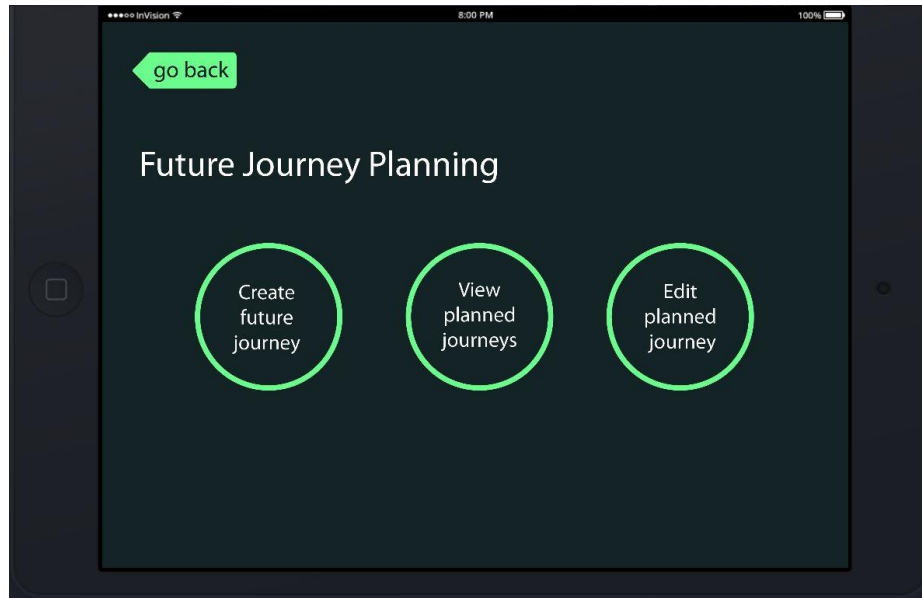 InVision 8:00 PM 100%
go back
Future Journey Planning
Create
future
journey
View
planned
journeys
Edit
planned
journey